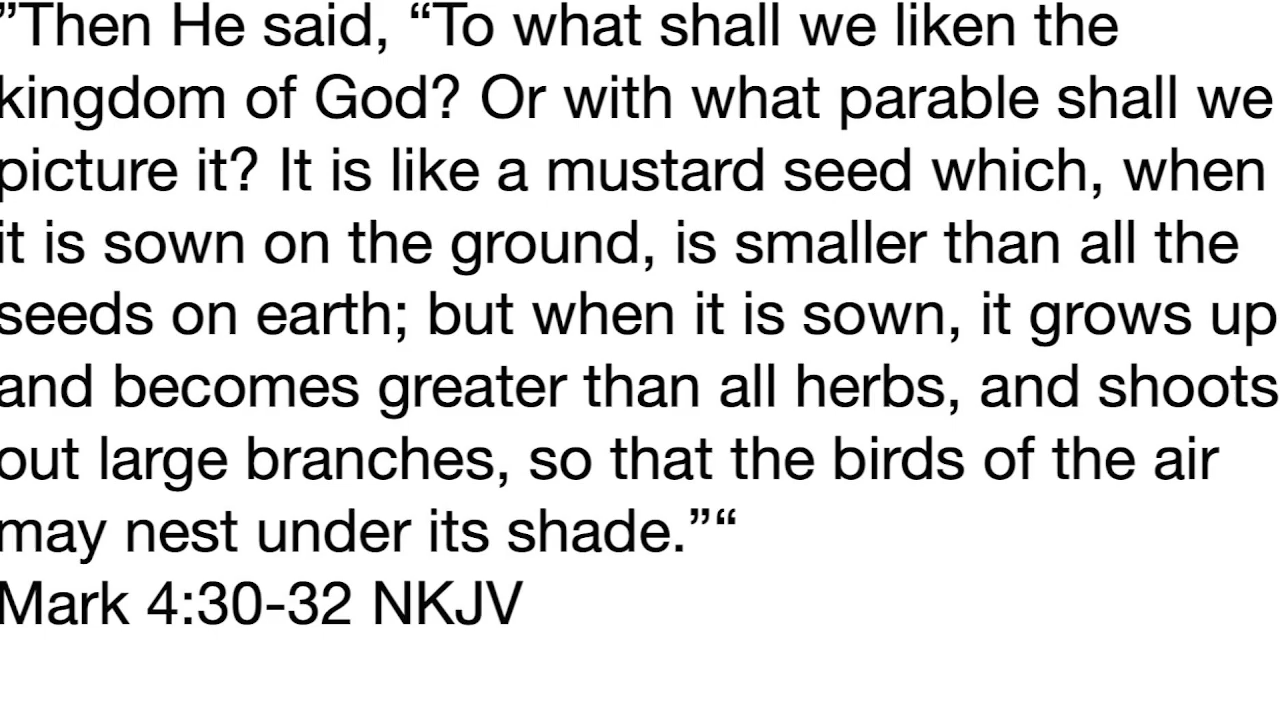 ”Then He said, “To what shall we liken the
kingdom of God? Or with what parable shall we
picture it? It is like a mustard seed which, when
it is sown on the ground, is smaller than all the
seeds on earth; but when it is sown, it grows up
and becomes greater than all herbs, and shoots
out large branches, so that the birds of the air
may nest under its shade.”“
Mark 4:30-32 NKJV